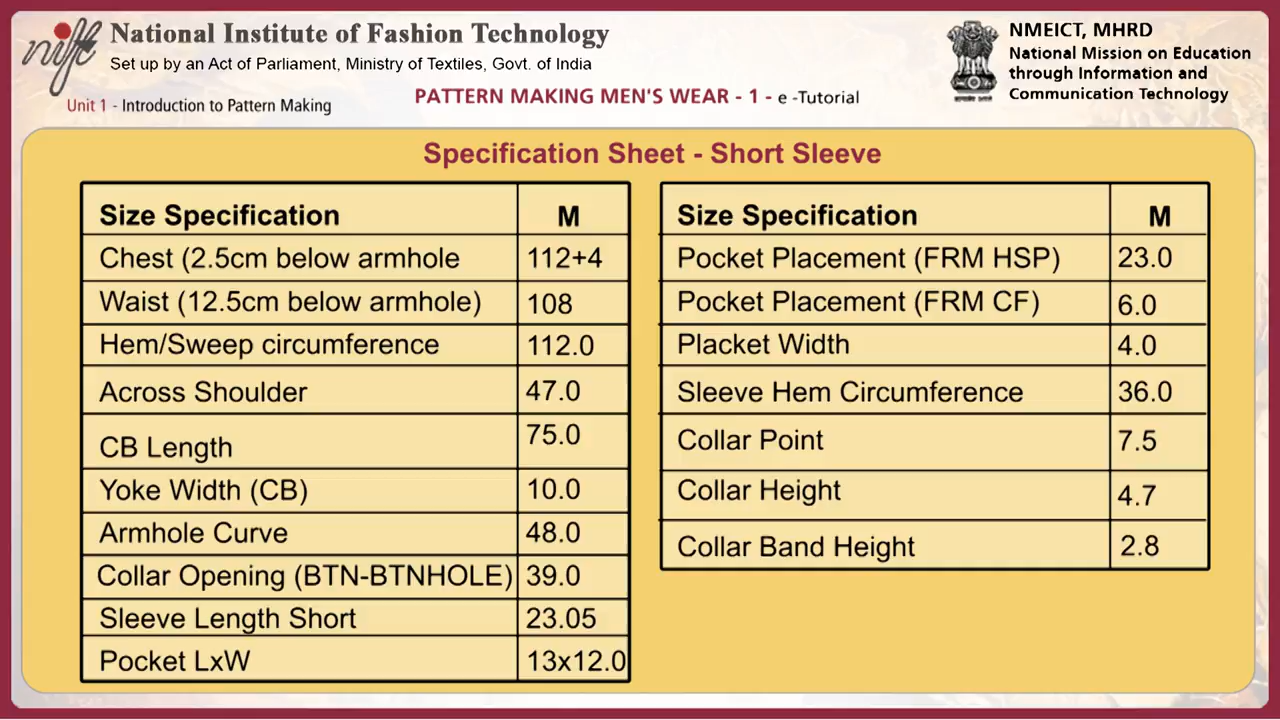 nift
National Institute of Fashion Technology
Set up by an Act of Parliament, Ministry of Textiles, Govt. of India
Unit 1 - Introduction to Pattern Making
PATTERN MAKING MEN'S WEAR - 1 - e -Tutorial
NMEICT, MHRD
National Mission on Education
through Information and
Communication Technology
Specification Sheet - Short Sleeve
Size Specification M
Chest (2.5cm below armhole 112+4
Waist (12.5cm below armhole) 108
Hem/Sweep circumference 112.0
Across Shoulder 47.0
CB Length 75.0
Yoke Width (CB) 10.0
Armhole Curve 48.0
Collar Opening (BTN-BTNHOLE) 39.0
Sleeve Length Short 23.05
Pocket LxW 13x12.0
Size Specification M
Pocket Placement (FRM HSP) 23.0
Pocket Placement (FRM CF) 6.0
Placket Width 4.0
Sleeve Hem Circumference 36.0
Collar Point 7.5
Collar Height 4.7
Collar Band Height 2.8